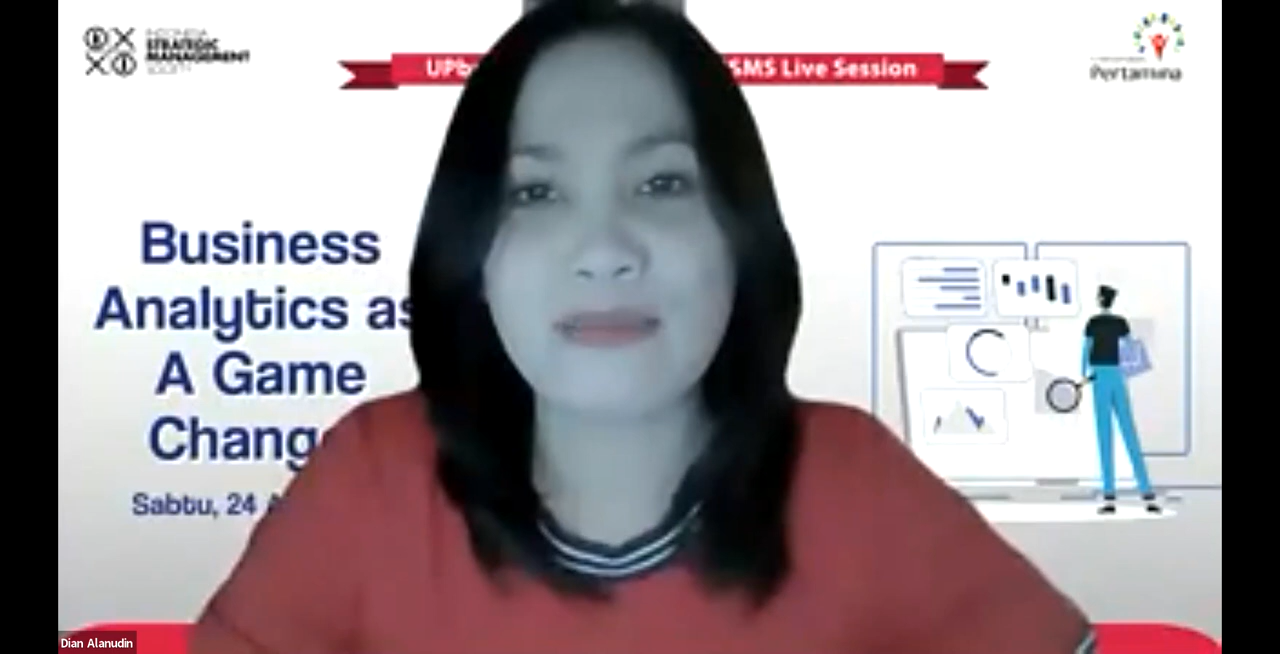 INDONESIA
STRATEGIC
MANAGEMENT
SOCIETY
UPb
SMS Live Session
Pertamina
Business
Analytics as
A Game
Chang
Sabtu, 24 A
Dian Alanudin